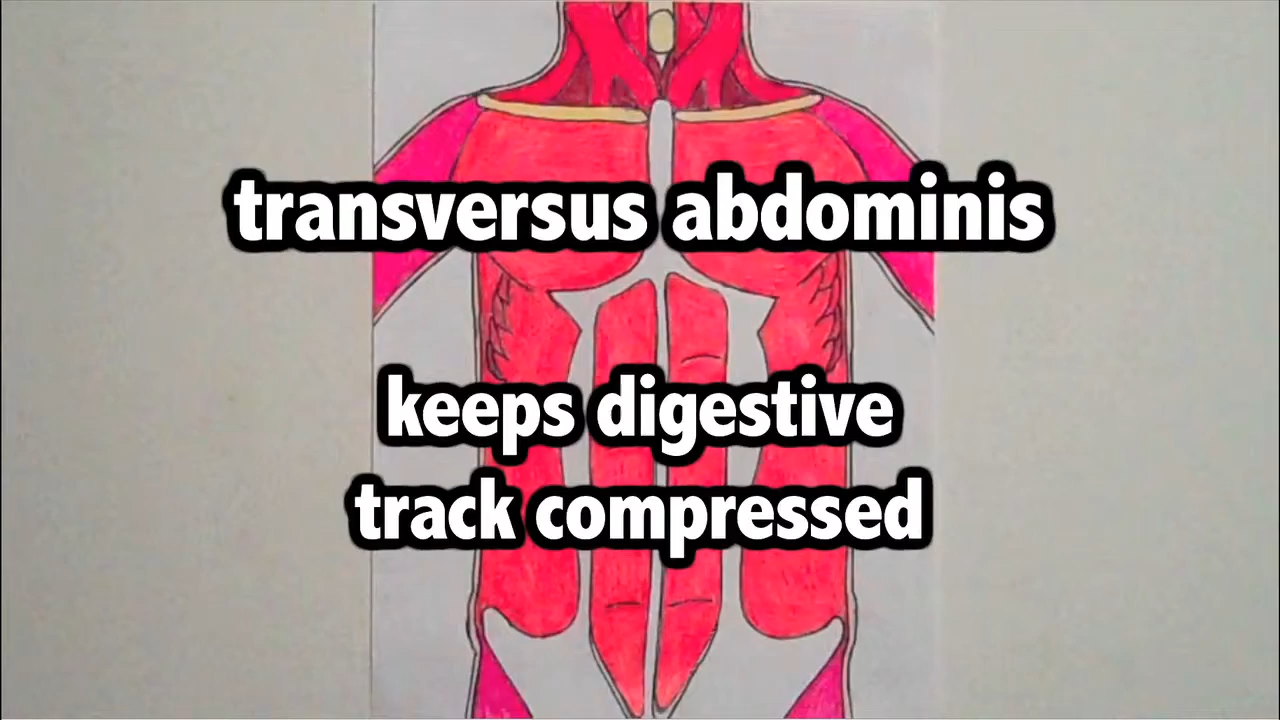 transversus abdominis
keeps digestive
track compressed